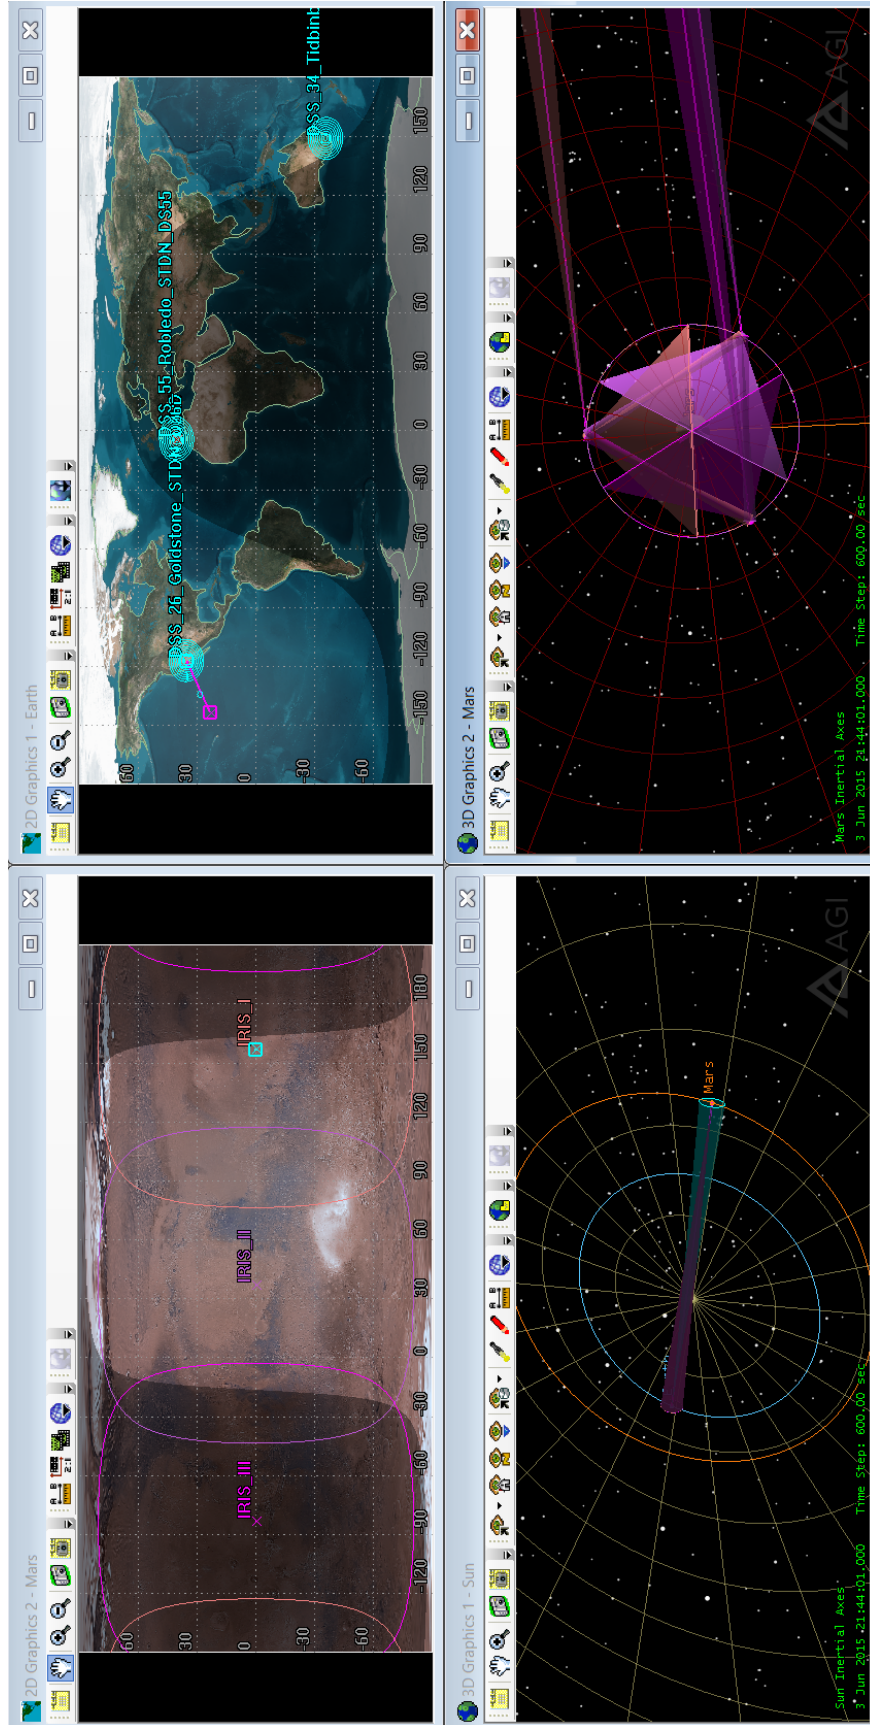 2D Graphics 2 - Mars
60
30
0
-30
-60
-120
-90
-60
-30
0
30
60
90
120
150
180
IRIS_III
IRIS_II
IRIS_I
2D Graphics 1 - Earth
60
30
0
-30
-60
-150
-120
-90
-60
-30
0
30
60
90
120
150
DSS_26_Goldstone_STDN_
DSS_55_Robledo_STDN_DS55
DSS_34_Tidbinb
3D Graphics 1 - Sun
Mars
AGI
Sun Inertial Axes
3 Jun 2015 21:44:01.000 Time Step: 600.00 sec
3D Graphics 2 - Mars
AGI
Mars Inertial Axes
3 Jun 2015 21:44:01.000 Time Step: 600.00 sec